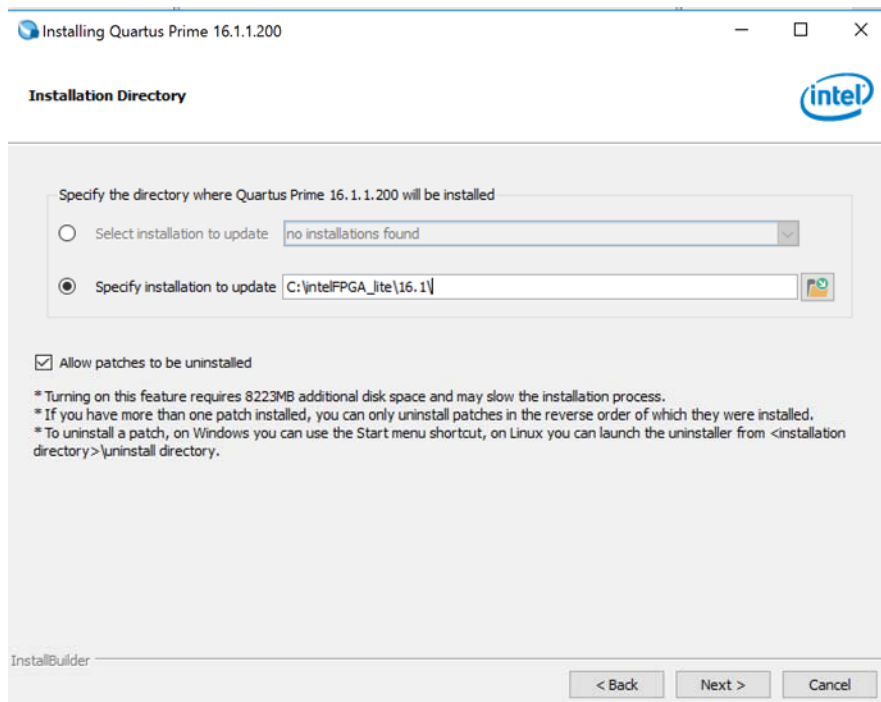 Installing Quartus Prime 16.1.1.200
Installation Directory
intel
Specify the directory where Quartus Prime 16.1.1.200 will be installed
Select installation to update no installations found
Specify installation to update C:\intelFPGA_lite\16.1\
Allow patches to be uninstalled
* Turning on this feature requires 8223MB additional disk space and may slow the installation process.
* If you have more than one patch installed, you can only uninstall patches in the reverse order of which they were installed.
* To uninstall a patch, on Windows you can use the Start menu shortcut, on Linux you can launch the uninstaller from <installation
directory>\uninstall directory.
InstallBuilder
< Back Next > Cancel